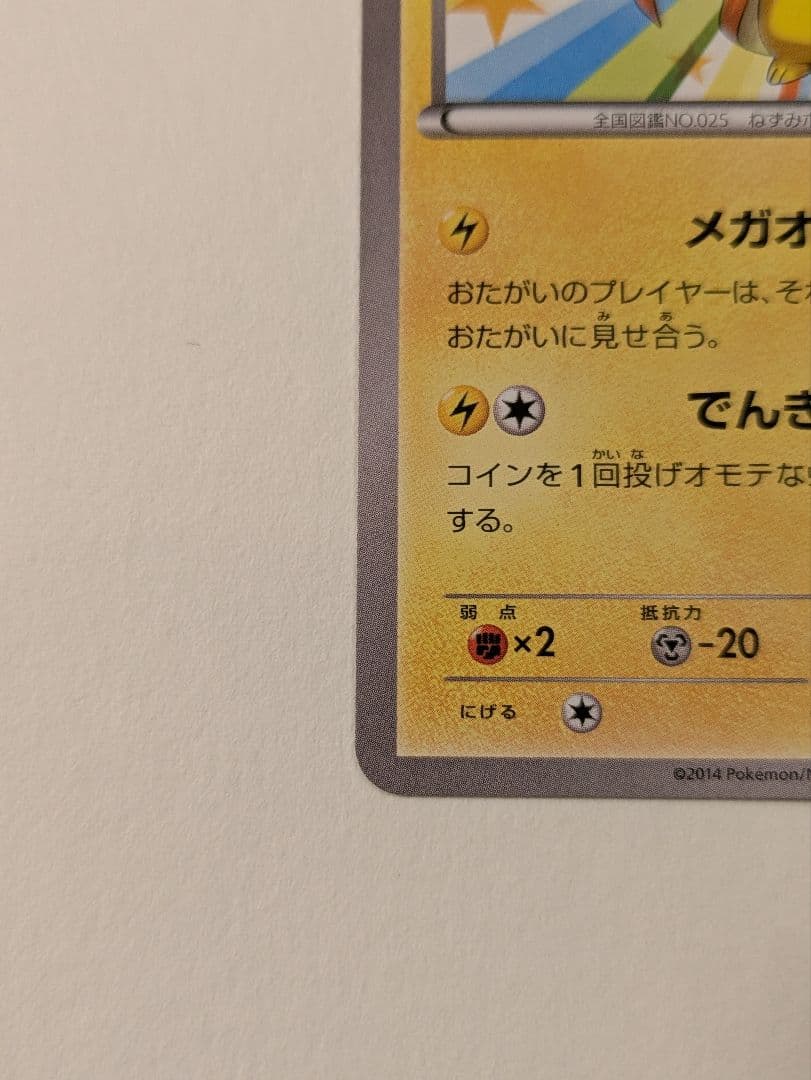 全国図鑑NO.025 ねずみポ
メガオ
おたがいのプレイヤーは、それ
おたがいに見せ合う。
でんき
コインを1回投げオモテなら
する。
弱点 抵抗力
×2 -20
にげる
©2014 Pokémon/N